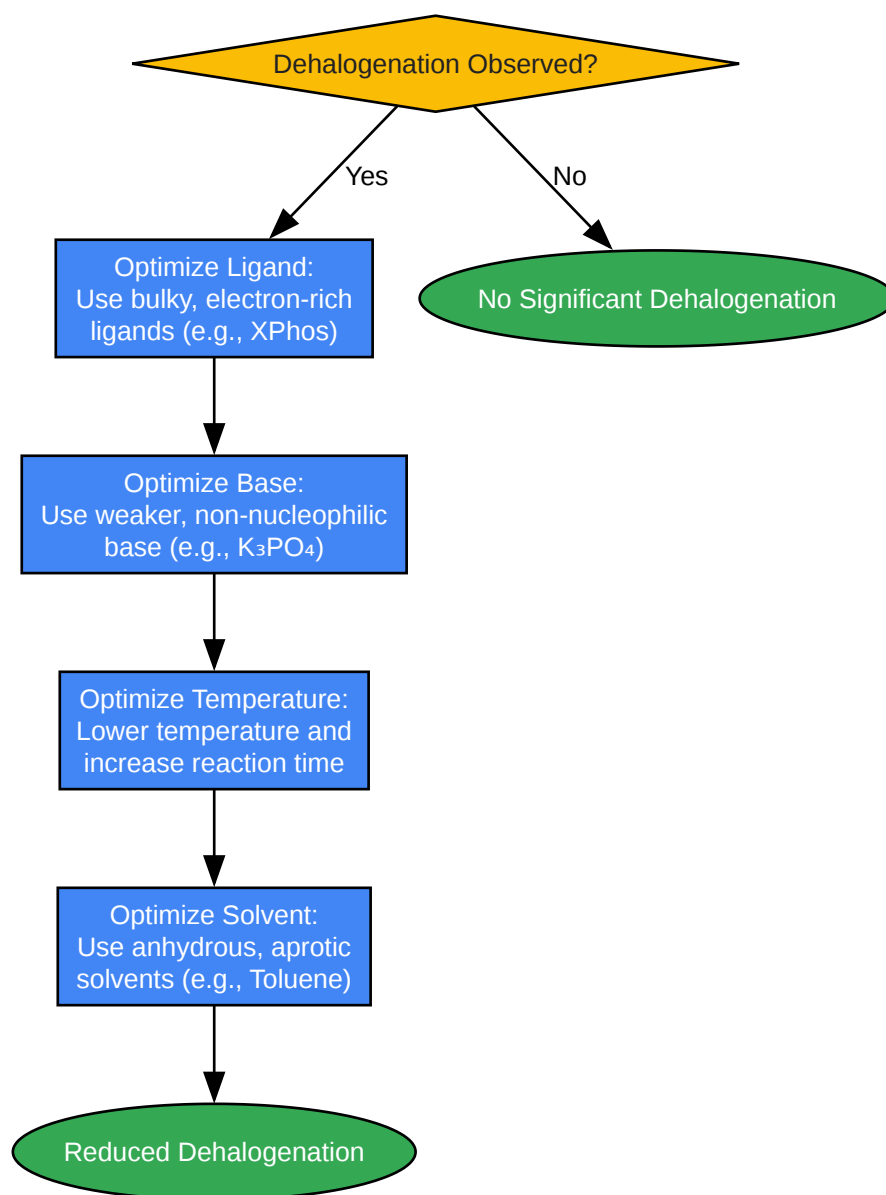 Dehalogenation Observed?
Yes
No
Optimize Ligand:
Use bulky, electron-rich
ligands (e.g., XPhos)
No Significant Dehalogenation
Optimize Base:
Use weaker, non-nucleophilic
base (e.g., K₃PO₄)
Optimize Temperature:
Lower temperature and
increase reaction time
Optimize Solvent:
Use anhydrous, aprotic
solvents (e.g., Toluene)
Reduced Dehalogenation